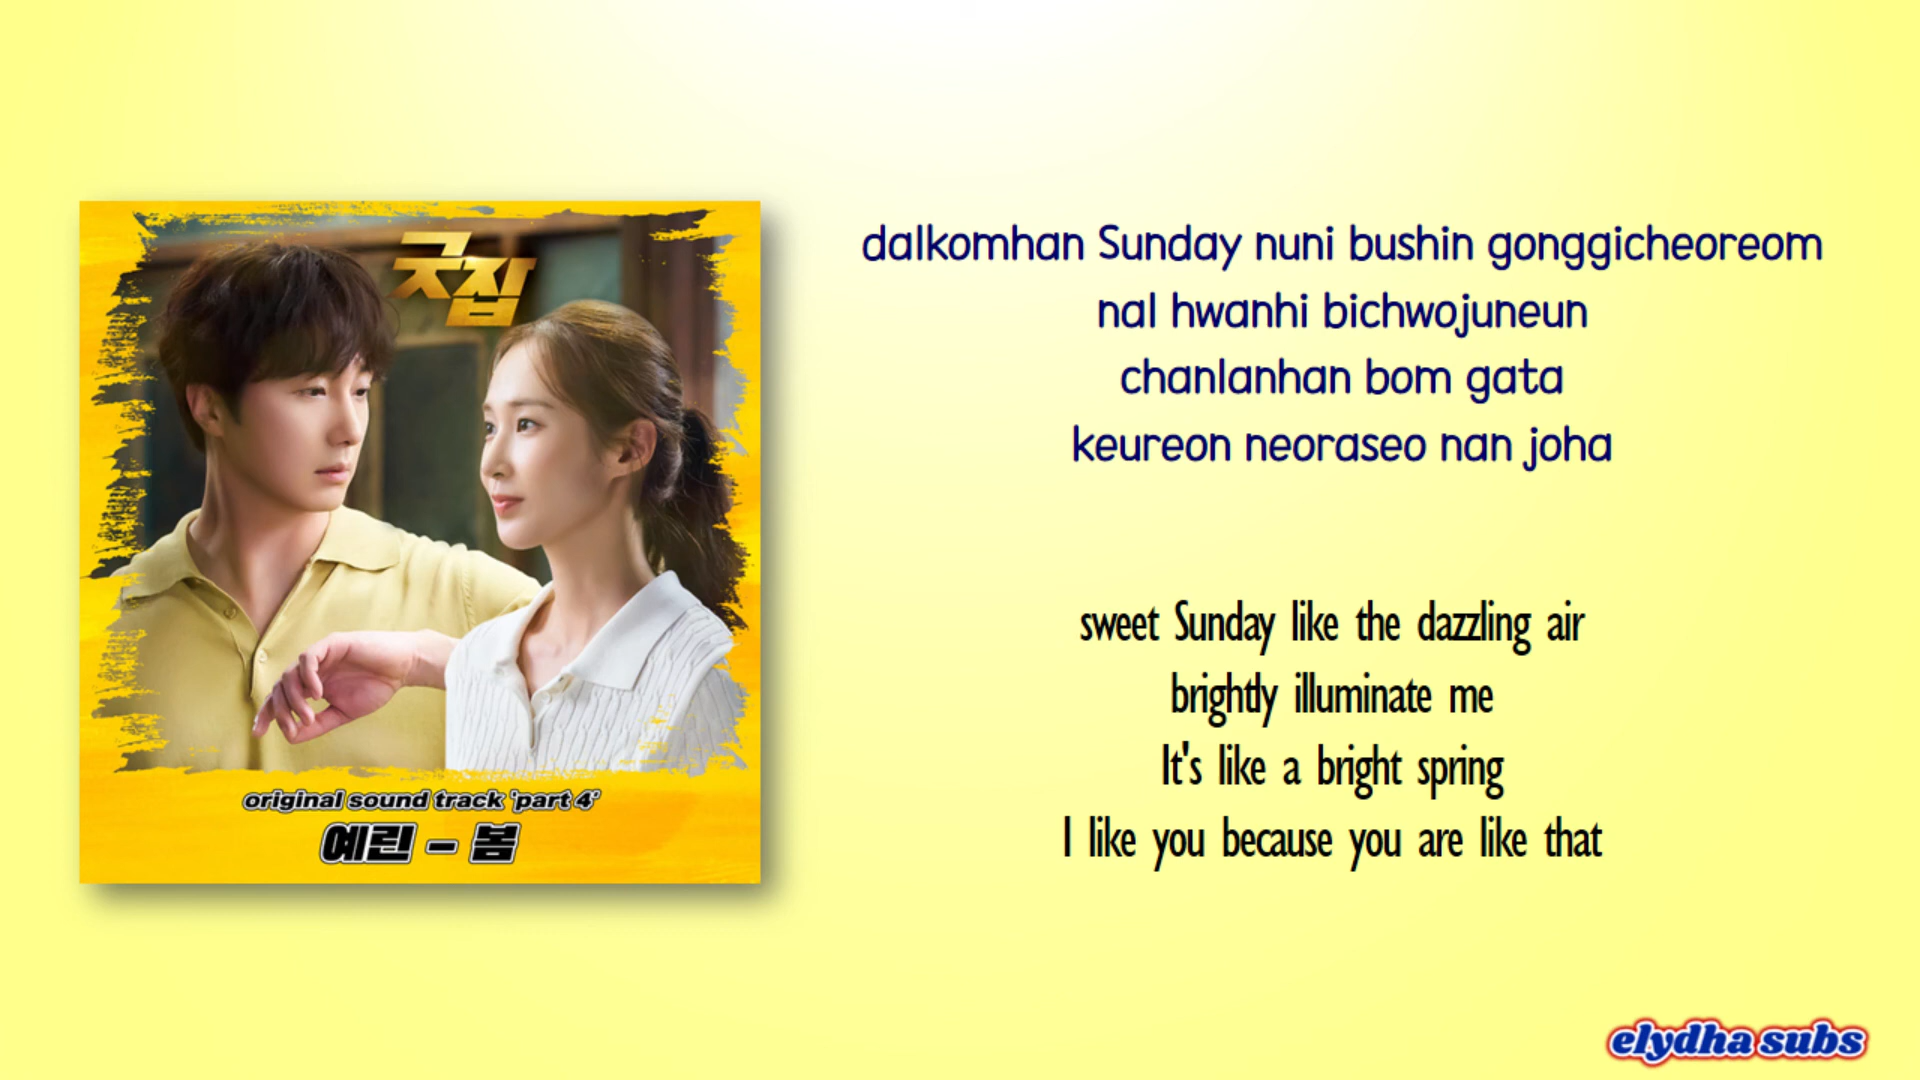 굿잡
original sound track 'part 4'
예린 – 봄
dalkomhan Sunday nuni bushin gonggicheoreom
nal hwanhi bichwojuneun
chanlanhan bom gata
keureon neoraseo nan joha
sweet Sunday like the dazzling air
brightly illuminate me
It's like a bright spring
I like you because you are like that
elydha subs